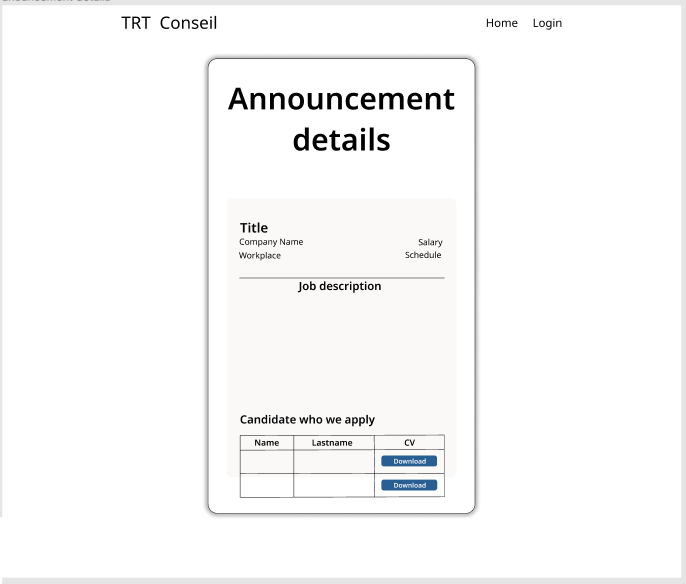 TRT Conseil
Home Login
Announcement
details
Title
Company Name Salary
Workplace Schedule
Job description
Candidate who we apply
Name Lastname CV
Download
Download